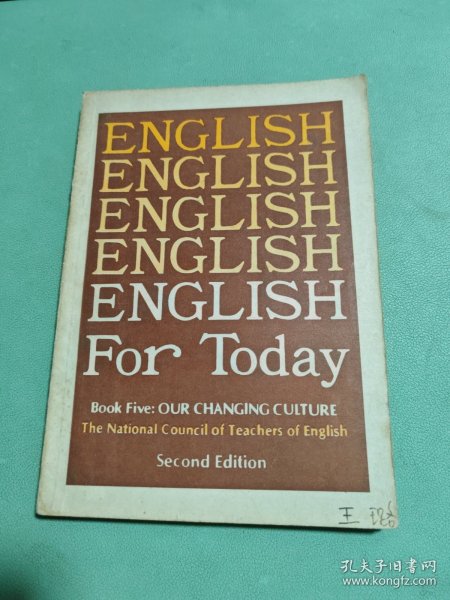 ENGLISH
ENGLISH
ENGLISH
ENGLISH
ENGLISH
For Today
Book Five: OUR CHANGING CULTURE
The National Council of Teachers of English
Second Edition
王
孔夫子旧书网
www.kongfz.com